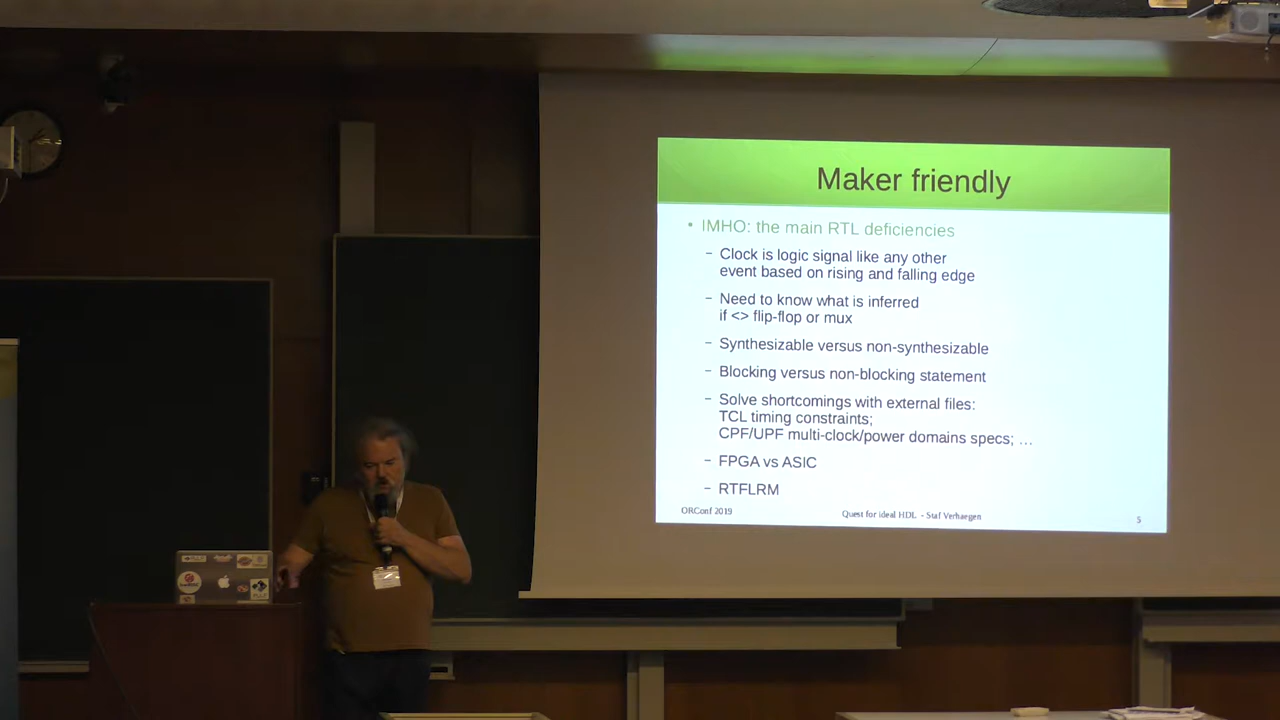 Maker friendly
• IMHO: the main RTL deficiencies
– Clock is logic signal like any other
event based on rising and falling edge
– Need to know what is inferred
if <> flip-flop or mux
– Synthesizable versus non-synthesizable
– Blocking versus non-blocking statement
– Solve shortcomings with external files:
TCL timing constraints;
CPF/UPF multi-clock/power domains specs; …
– FPGA vs ASIC
– RTFLRM
ORConf 2019
Quest for ideal HDL - Staf Verhaegen
5